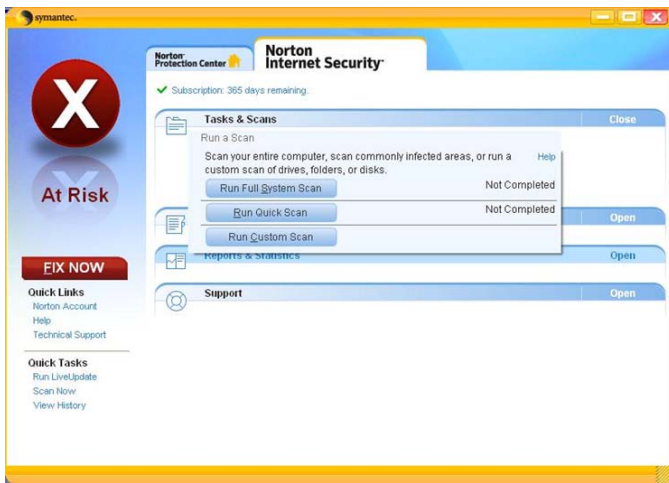 symantec.
Norton
Protection Center
Norton
Internet Security
Subscription: 365 days remaining.
X
At Risk
FIX NOW
Quick Links
Norton Account
Help
Technical Support
Quick Tasks
Run LiveUpdate
Scan Now
View History
Tasks & Scans
Close
Run a Scan
Scan your entire computer, scan commonly infected areas, or run a
custom scan of drives, folders, or disks.
Help
Run Full System Scan
Not Completed
Run Quick Scan
Not Completed
Run Custom Scan
Open
Reports & Statistics
Open
Support
Open